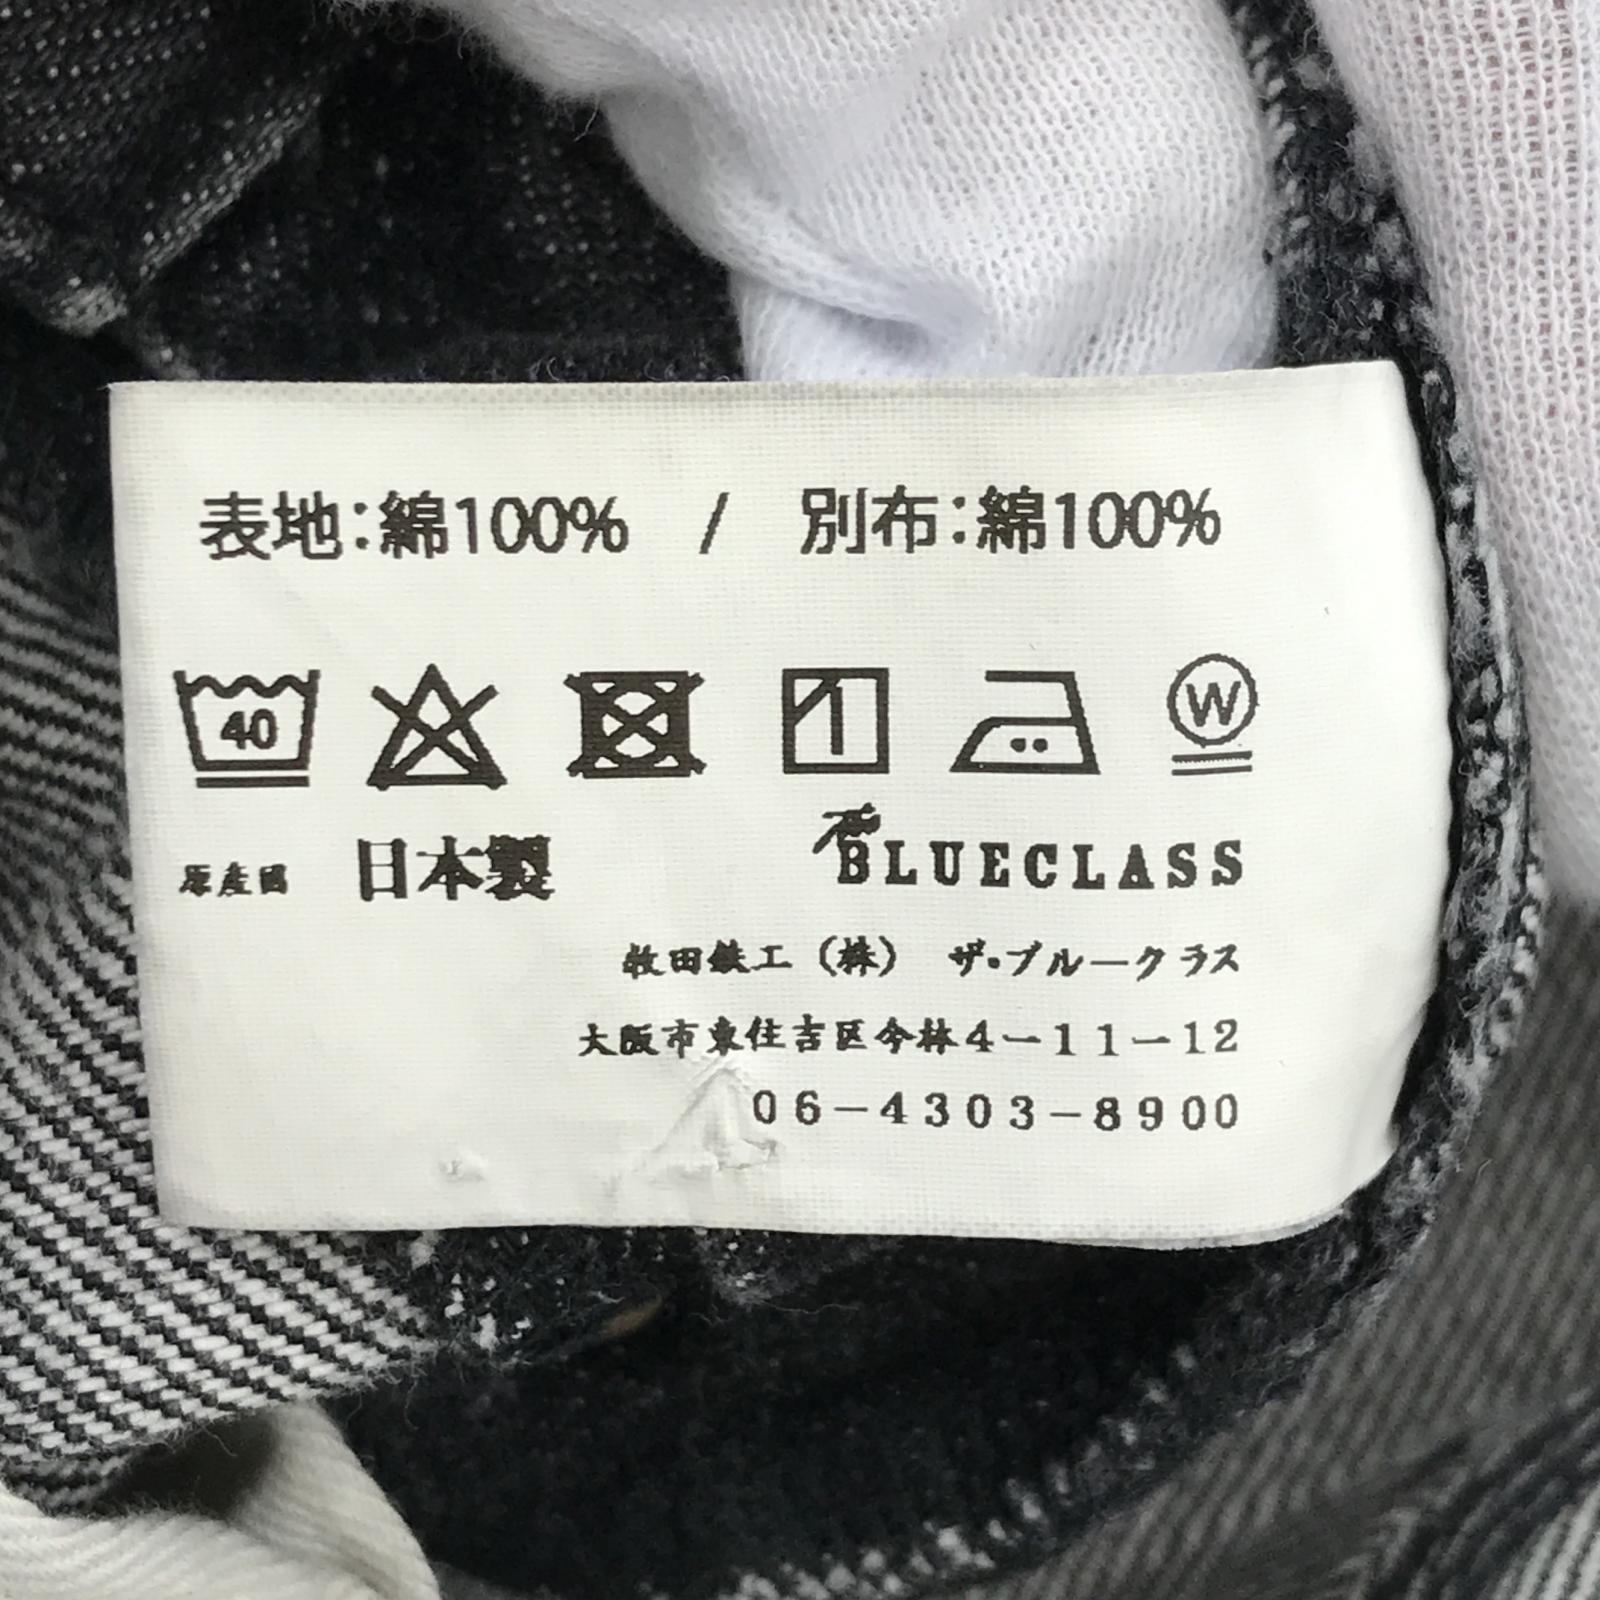 表地:綿100% / 別布:綿100%
40 W
原産国 日本製
The BLUECLASS
牧田鉄工(株) ザ・ブルークラス
大阪市東住吉区今林4-11-12
06-4303-8900